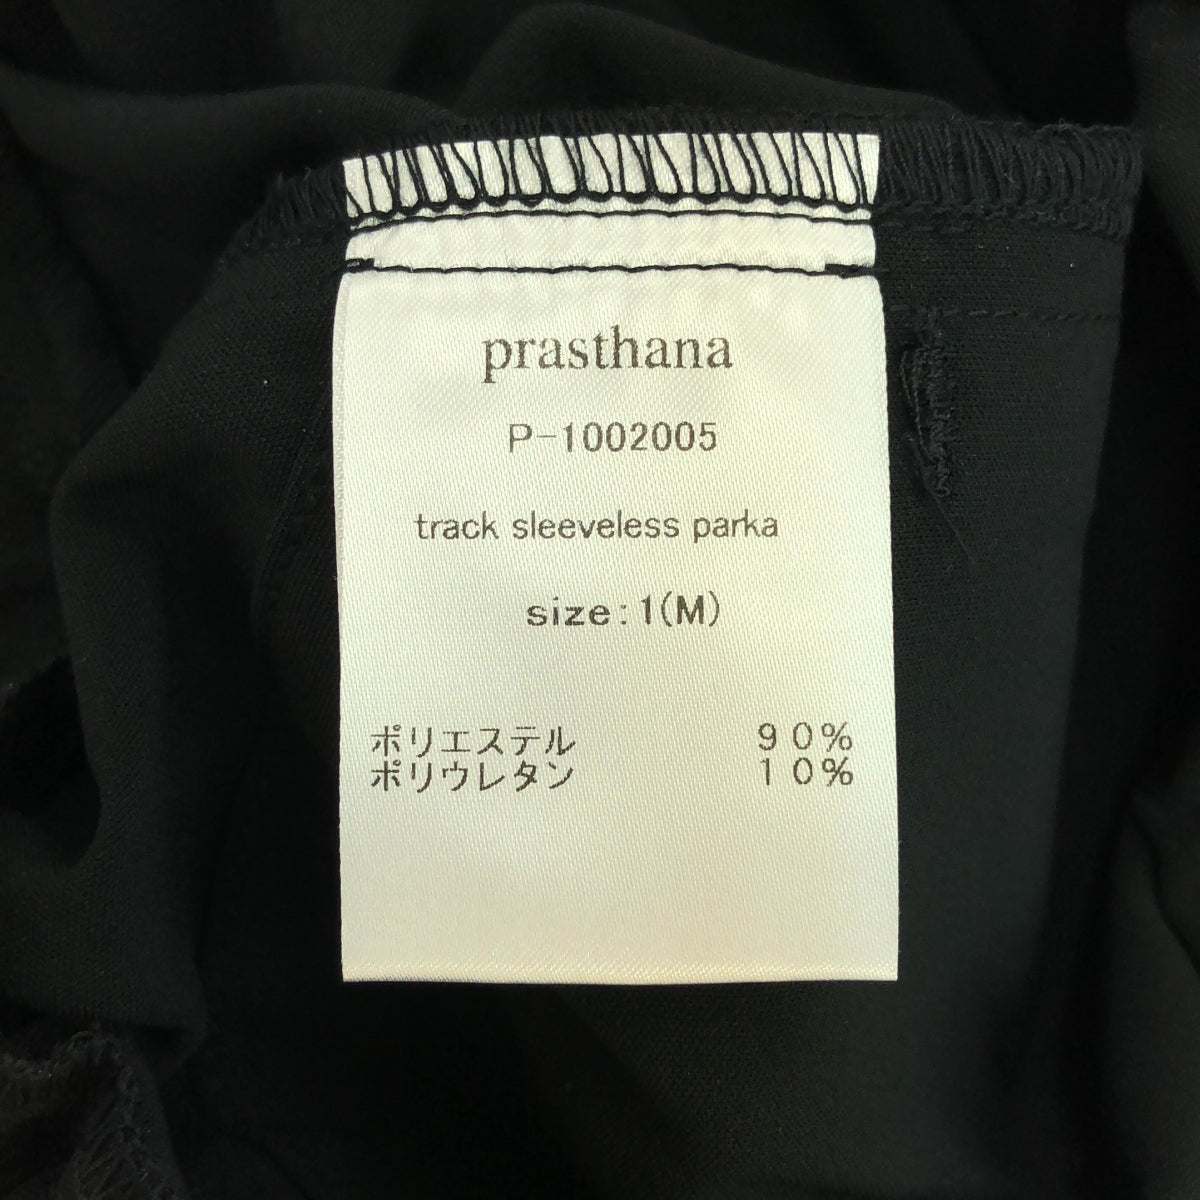 prasthana
P-1002005
track sleeveless parka
size:1(M)
ポリエステル 90%
ポリウレタン 10%